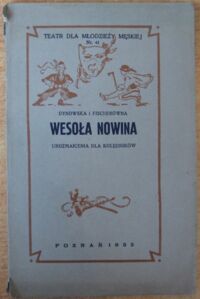 TEATR DLA MŁODZIEŻY MĘSKIEJ
Nr. 41
DYNOWSKA I FISCHERÓWNA
WESOŁA NOWINA
UROZMAICENIA DLA KOLĘDNIKÓW
POZNAŃ 1935